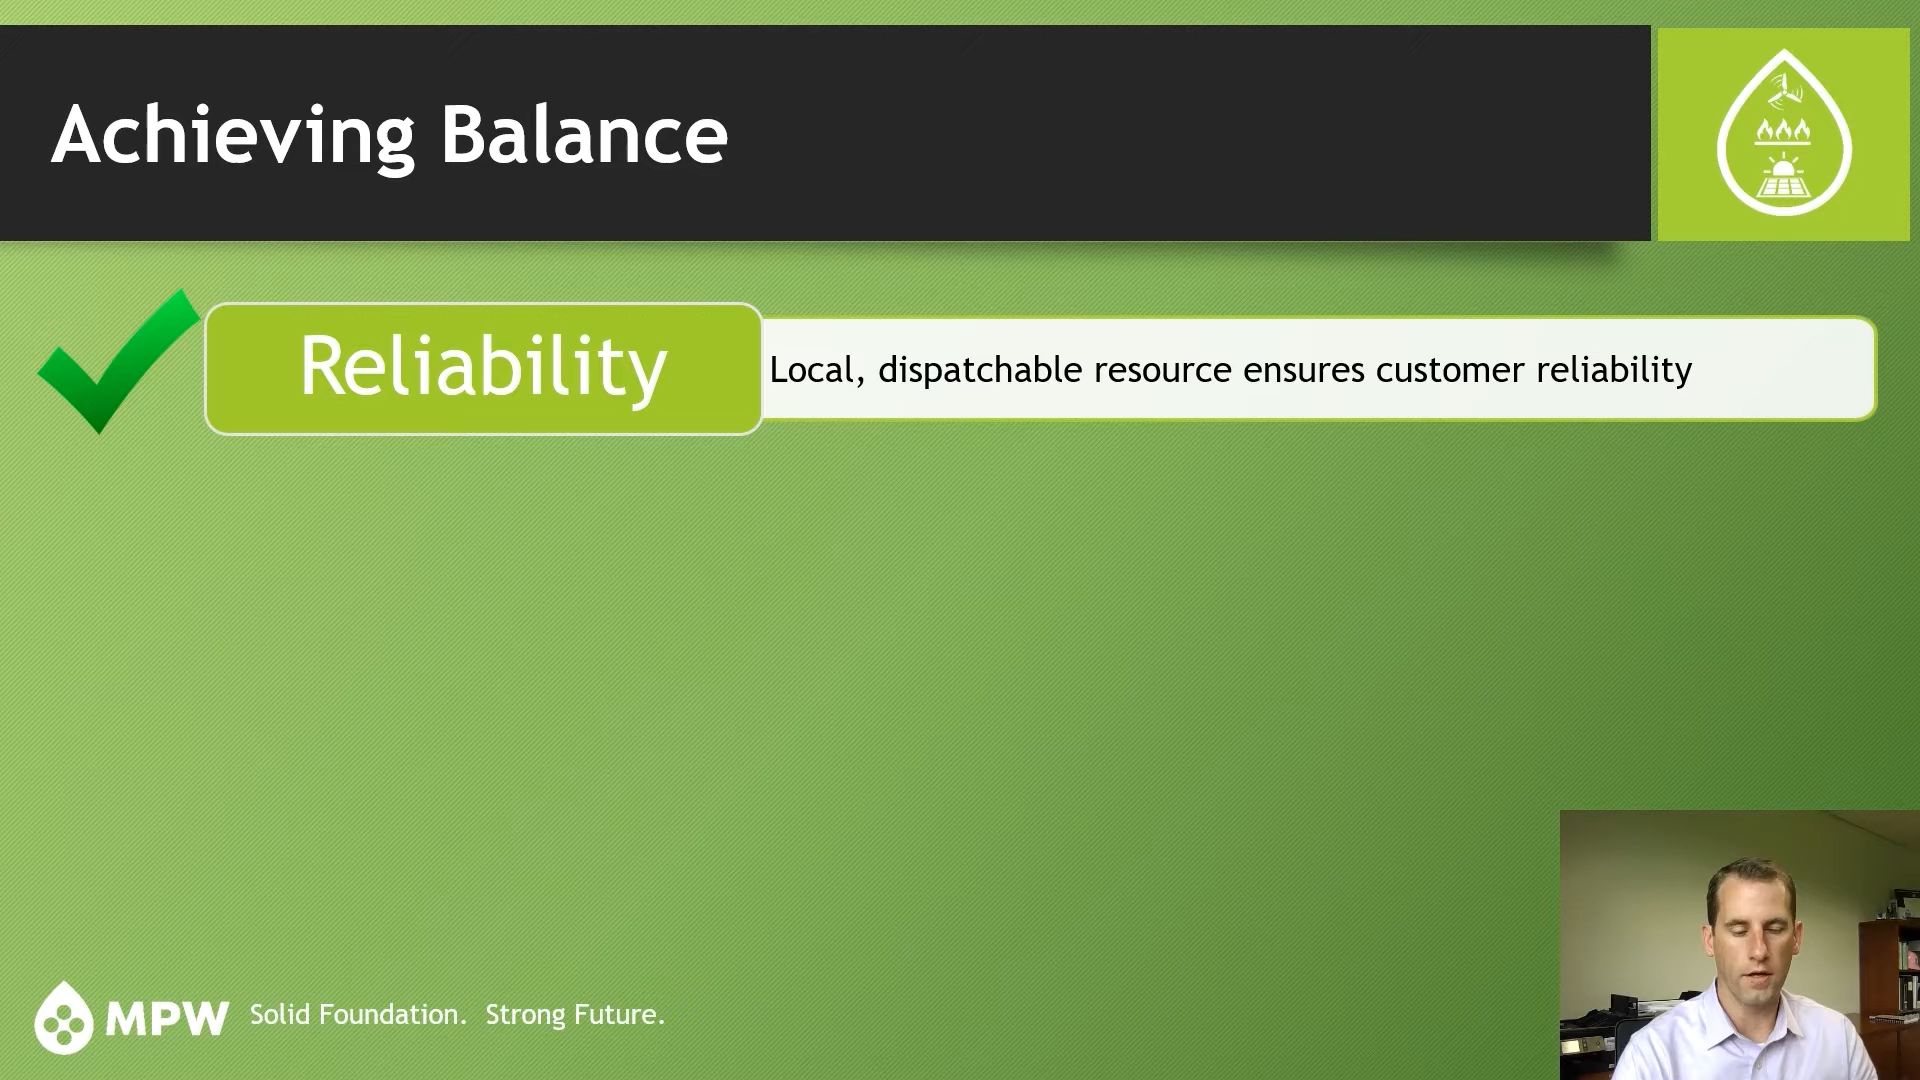 Achieving Balance
Reliability
Local, dispatchable resource ensures customer reliability
MPW
Solid Foundation. Strong Future.